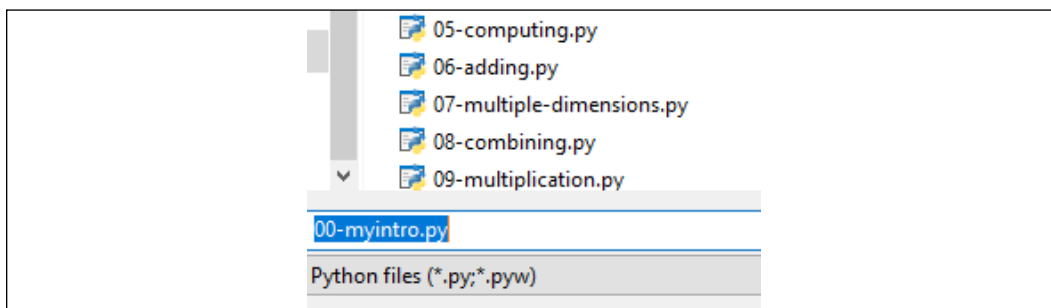 05-computing.py
06-adding.py
07-multiple-dimensions.py
08-combining.py
09-multiplication.py
00-myintro.py
Python files (*.py;*.pyw)